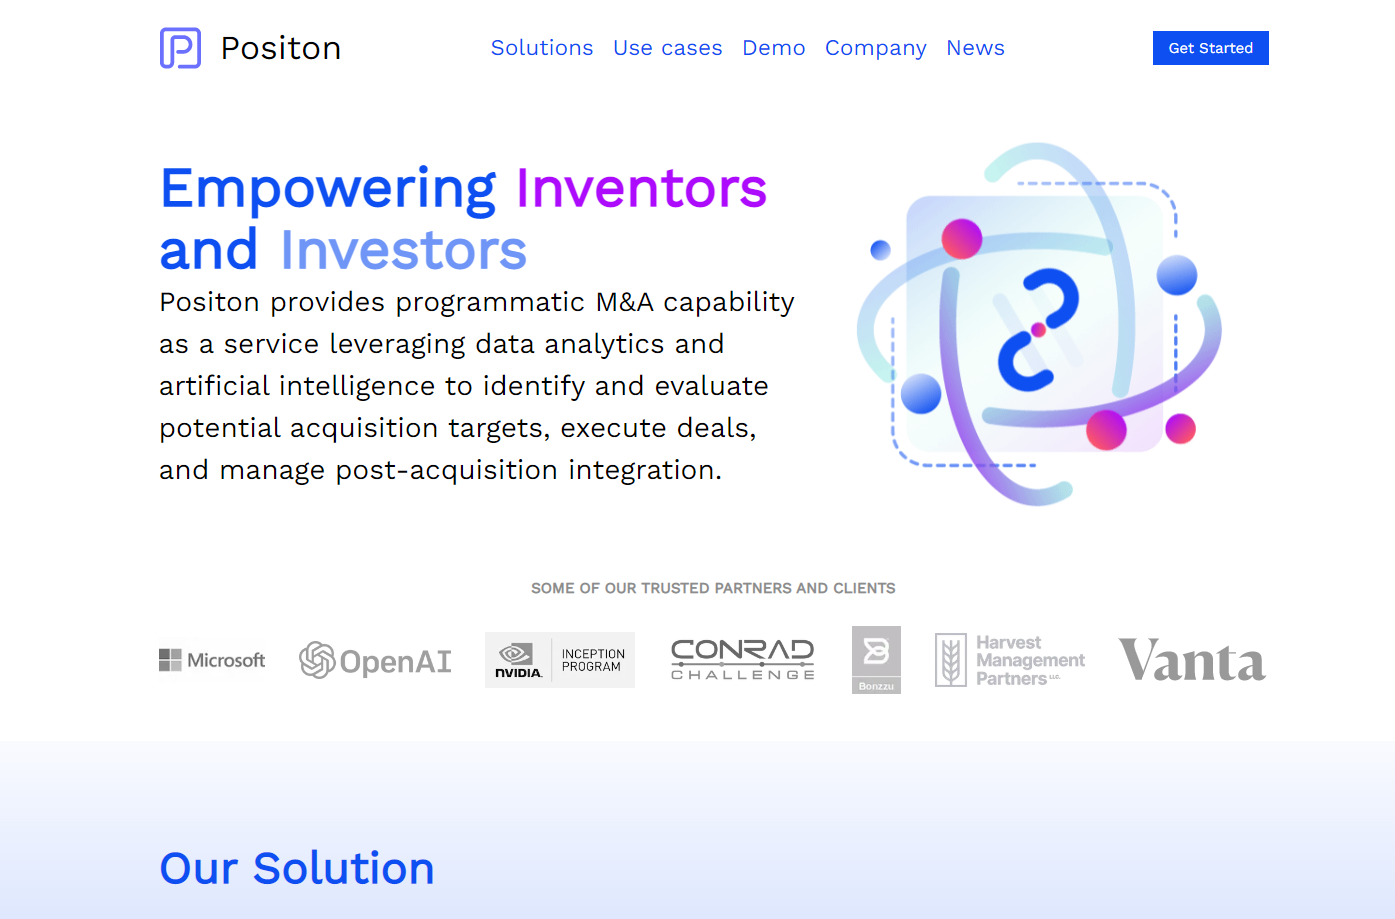 Positon
Solutions Use cases Demo Company News
Get Started
Empowering Inventors
and Investors
Positon provides programmatic M&A capability
as a service leveraging data analytics and
artificial intelligence to identify and evaluate
potential acquisition targets, execute deals,
and manage post-acquisition integration.
SOME OF OUR TRUSTED PARTNERS AND CLIENTS
Microsoft
OpenAI
NVIDIA.
INCEPTION
PROGRAM
CONRAD
CHALLENGE
Bonzzu
Harvest
Management
Partners LLC.
Vanta
Our Solution